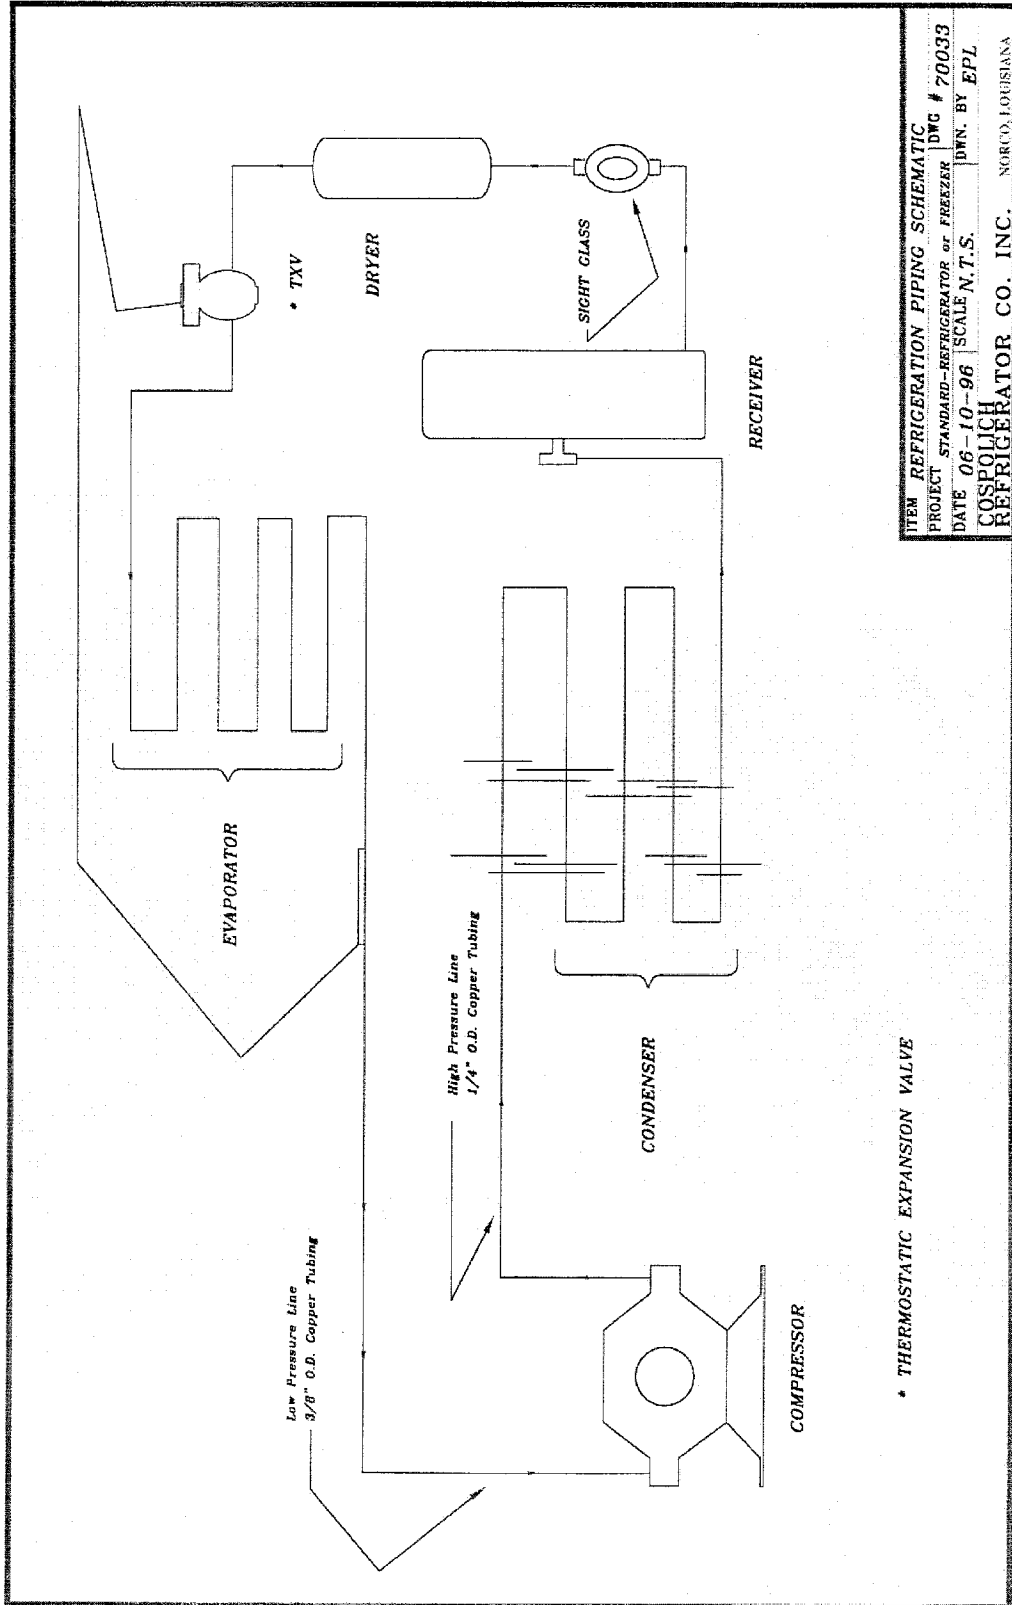 * TXV
DRYER
SIGHT GLASS
RECEIVER
EVAPORATOR
High Pressure Line
1/4" O.D. Copper Tubing
CONDENSER
Low Pressure Line
3/8" O.D. Copper Tubing
COMPRESSOR
* THERMOSTATIC EXPANSION VALVE
ITEM REFRIGERATION PIPING SCHEMATIC
PROJECT STANDARD-REFRIGERATOR or FREEZER DWG # 70033
DATE 06-10-96 SCALE N.T.S. DWN. BY EPL
COSPOLICH
REFRIGERATOR CO. INC. NORCO, LOUISIANA